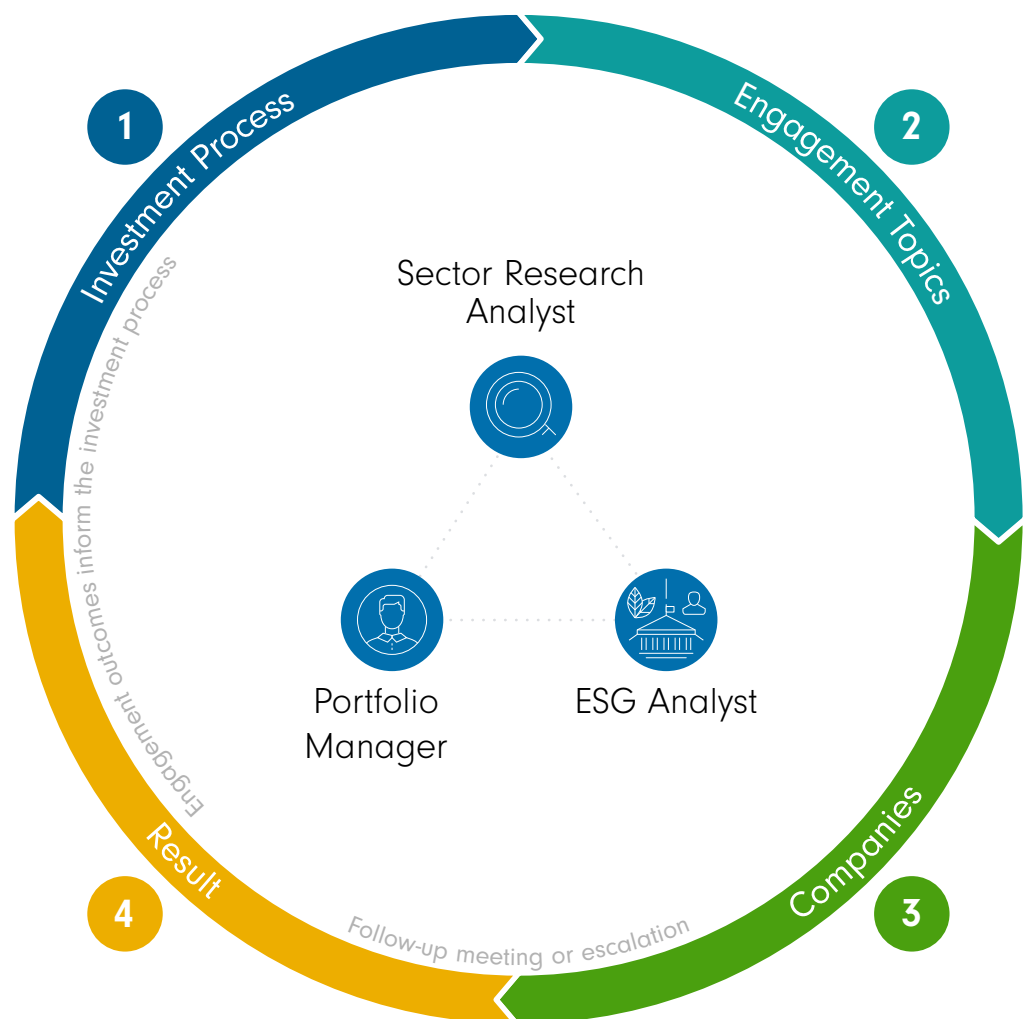 1
Investment Process
2
Engagement Topics
Engagement outcomes inform the investment process
Sector Research
Analyst
Portfolio
Manager
ESG Analyst
Result
4
Follow-up meeting or escalation
Companies
3